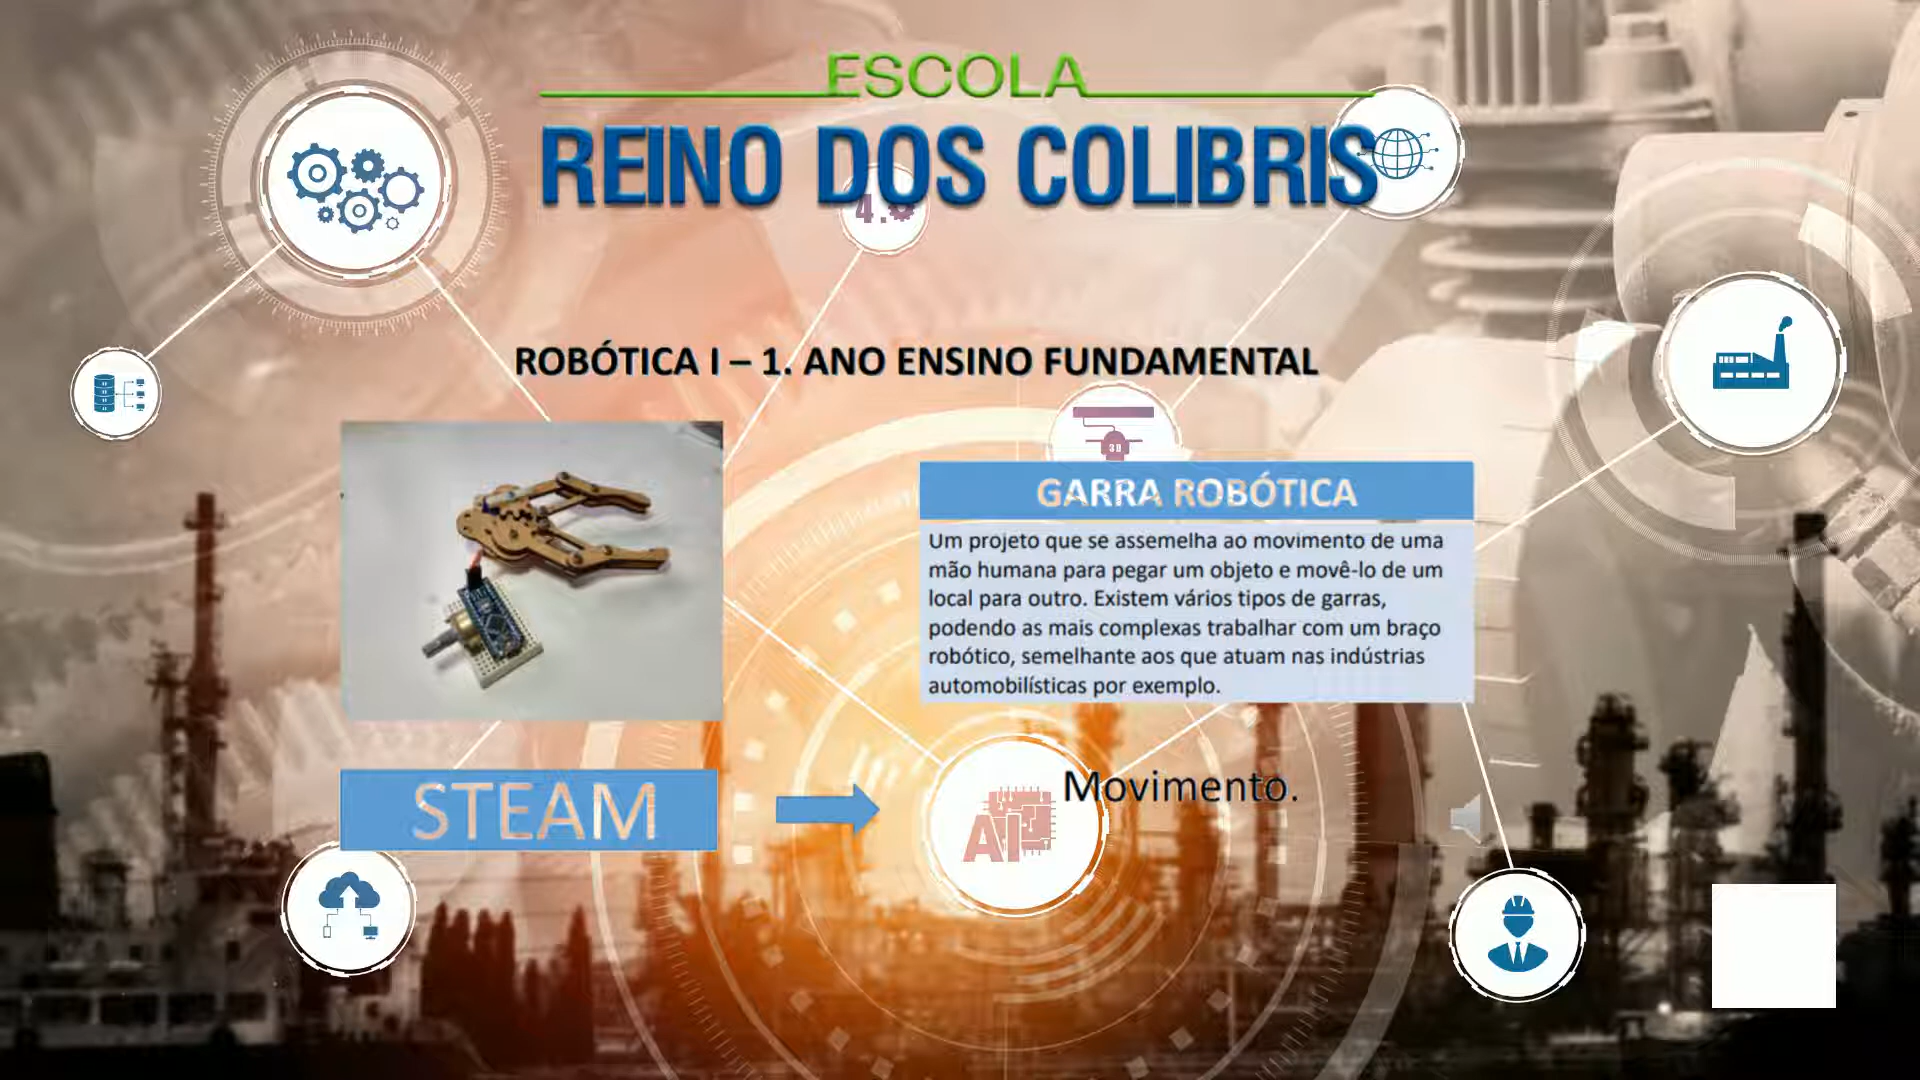 ESCOLA
REINO DOS COLIBRIS
4.
ROBÓTICA I – 1. ANO ENSINO FUNDAMENTAL
3D
GARRA ROBÓTICA
Um projeto que se assemelha ao movimento de uma
mão humana para pegar um objeto e movê-lo de um
local para outro. Existem vários tipos de garras,
podendo as mais complexas trabalhar com um braço
robótico, semelhante aos que atuam nas indústrias
automobilísticas por exemplo.
STEAM
Movimento.
AI